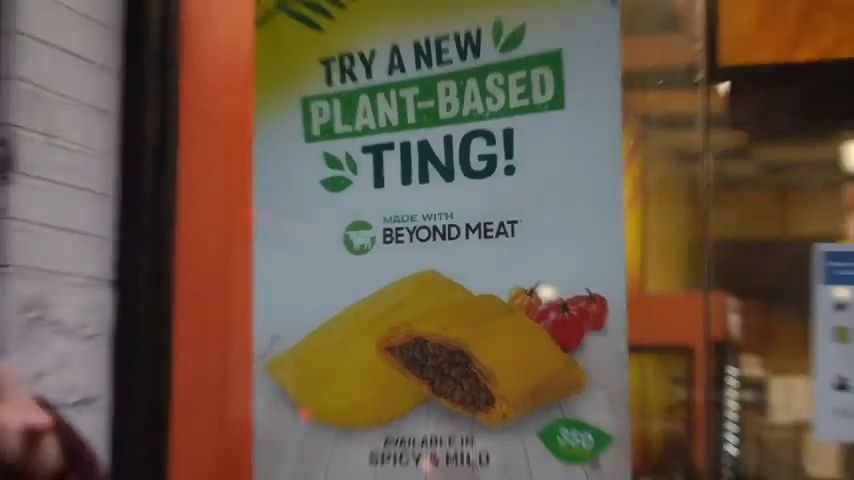 TRY A NEW
PLANT-BASED
TING!
MADE WITH
BEYOND MEAT
AVAILABLE IN
SPICY & MILD